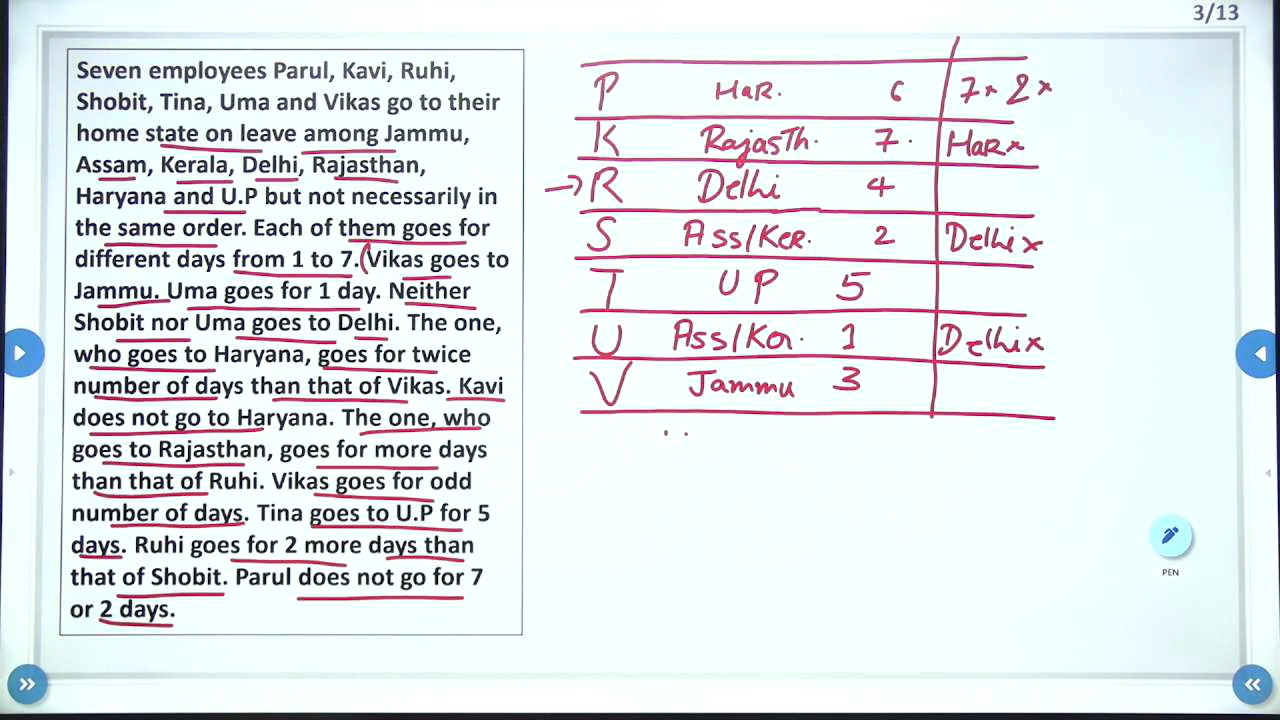 3/13
Seven employees Parul, Kavi, Ruhi,
Shobit, Tina, Uma and Vikas go to their
home state on leave among Jammu,
Assam, Kerala, Delhi, Rajasthan,
Haryana and U.P but not necessarily in
the same order. Each of them goes for
different days from 1 to 7. (Vikas goes to
Jammu. Uma goes for 1 day. Neither
Shobit nor Uma goes to Delhi. The one,
who goes to Haryana, goes for twice
number of days than that of Vikas. Kavi
does not go to Haryana. The one, who
goes to Rajasthan, goes for more days
than that of Ruhi. Vikas goes for odd
number of days. Tina goes to U.P for 5
days. Ruhi goes for 2 more days than
that of Shobit. Parul does not go for 7
or 2 days.
P Har. 6 7x 2x
K Rajasth. 7. Harx
→ R Delhi 4
S Ass/Ker. 2 Delhix
T UP 5
U Ass/Ker. 1 Delhix
V Jammu 3
PEN